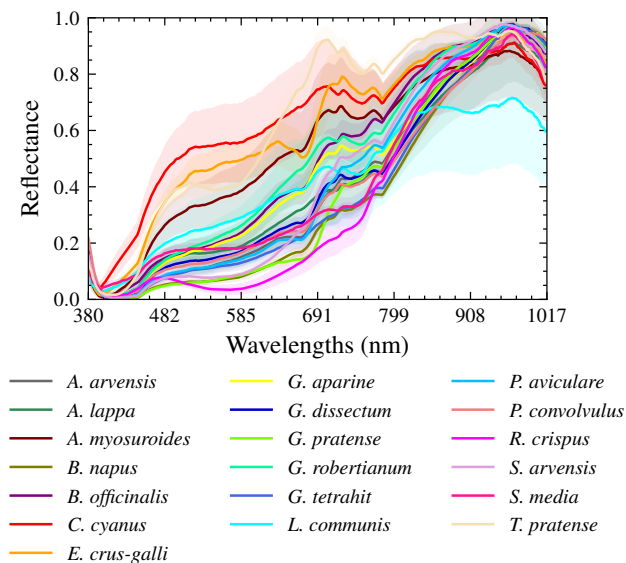 1.0
0.8
0.6
0.4
0.2
0.0
Reflectance
380 482 585 691 799 908 1017
Wavelengths (nm)
A. arvensis G. aparine P. aviculare
A. lappa G. dissectum P. convolvulus
A. myosuroides G. pratense R. crispus
B. napus G. robertianum S. arvensis
B. officinalis G. tetrahit S. media
C. cyanus L. communis T. pratense
E. crus-galli